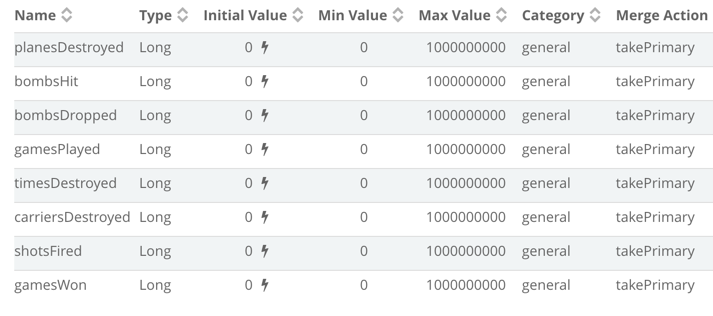 Name Type Initial Value Min Value Max Value Category Merge Action
planesDestroyed Long 0 0 1000000000 general takePrimary
bombsHit Long 0 0 1000000000 general takePrimary
bombsDropped Long 0 0 1000000000 general takePrimary
gamesPlayed Long 0 0 1000000000 general takePrimary
timesDestroyed Long 0 0 1000000000 general takePrimary
carriersDestroyed Long 0 0 1000000000 general takePrimary
shotsFired Long 0 0 1000000000 general takePrimary
gamesWon Long 0 0 1000000000 general takePrimary